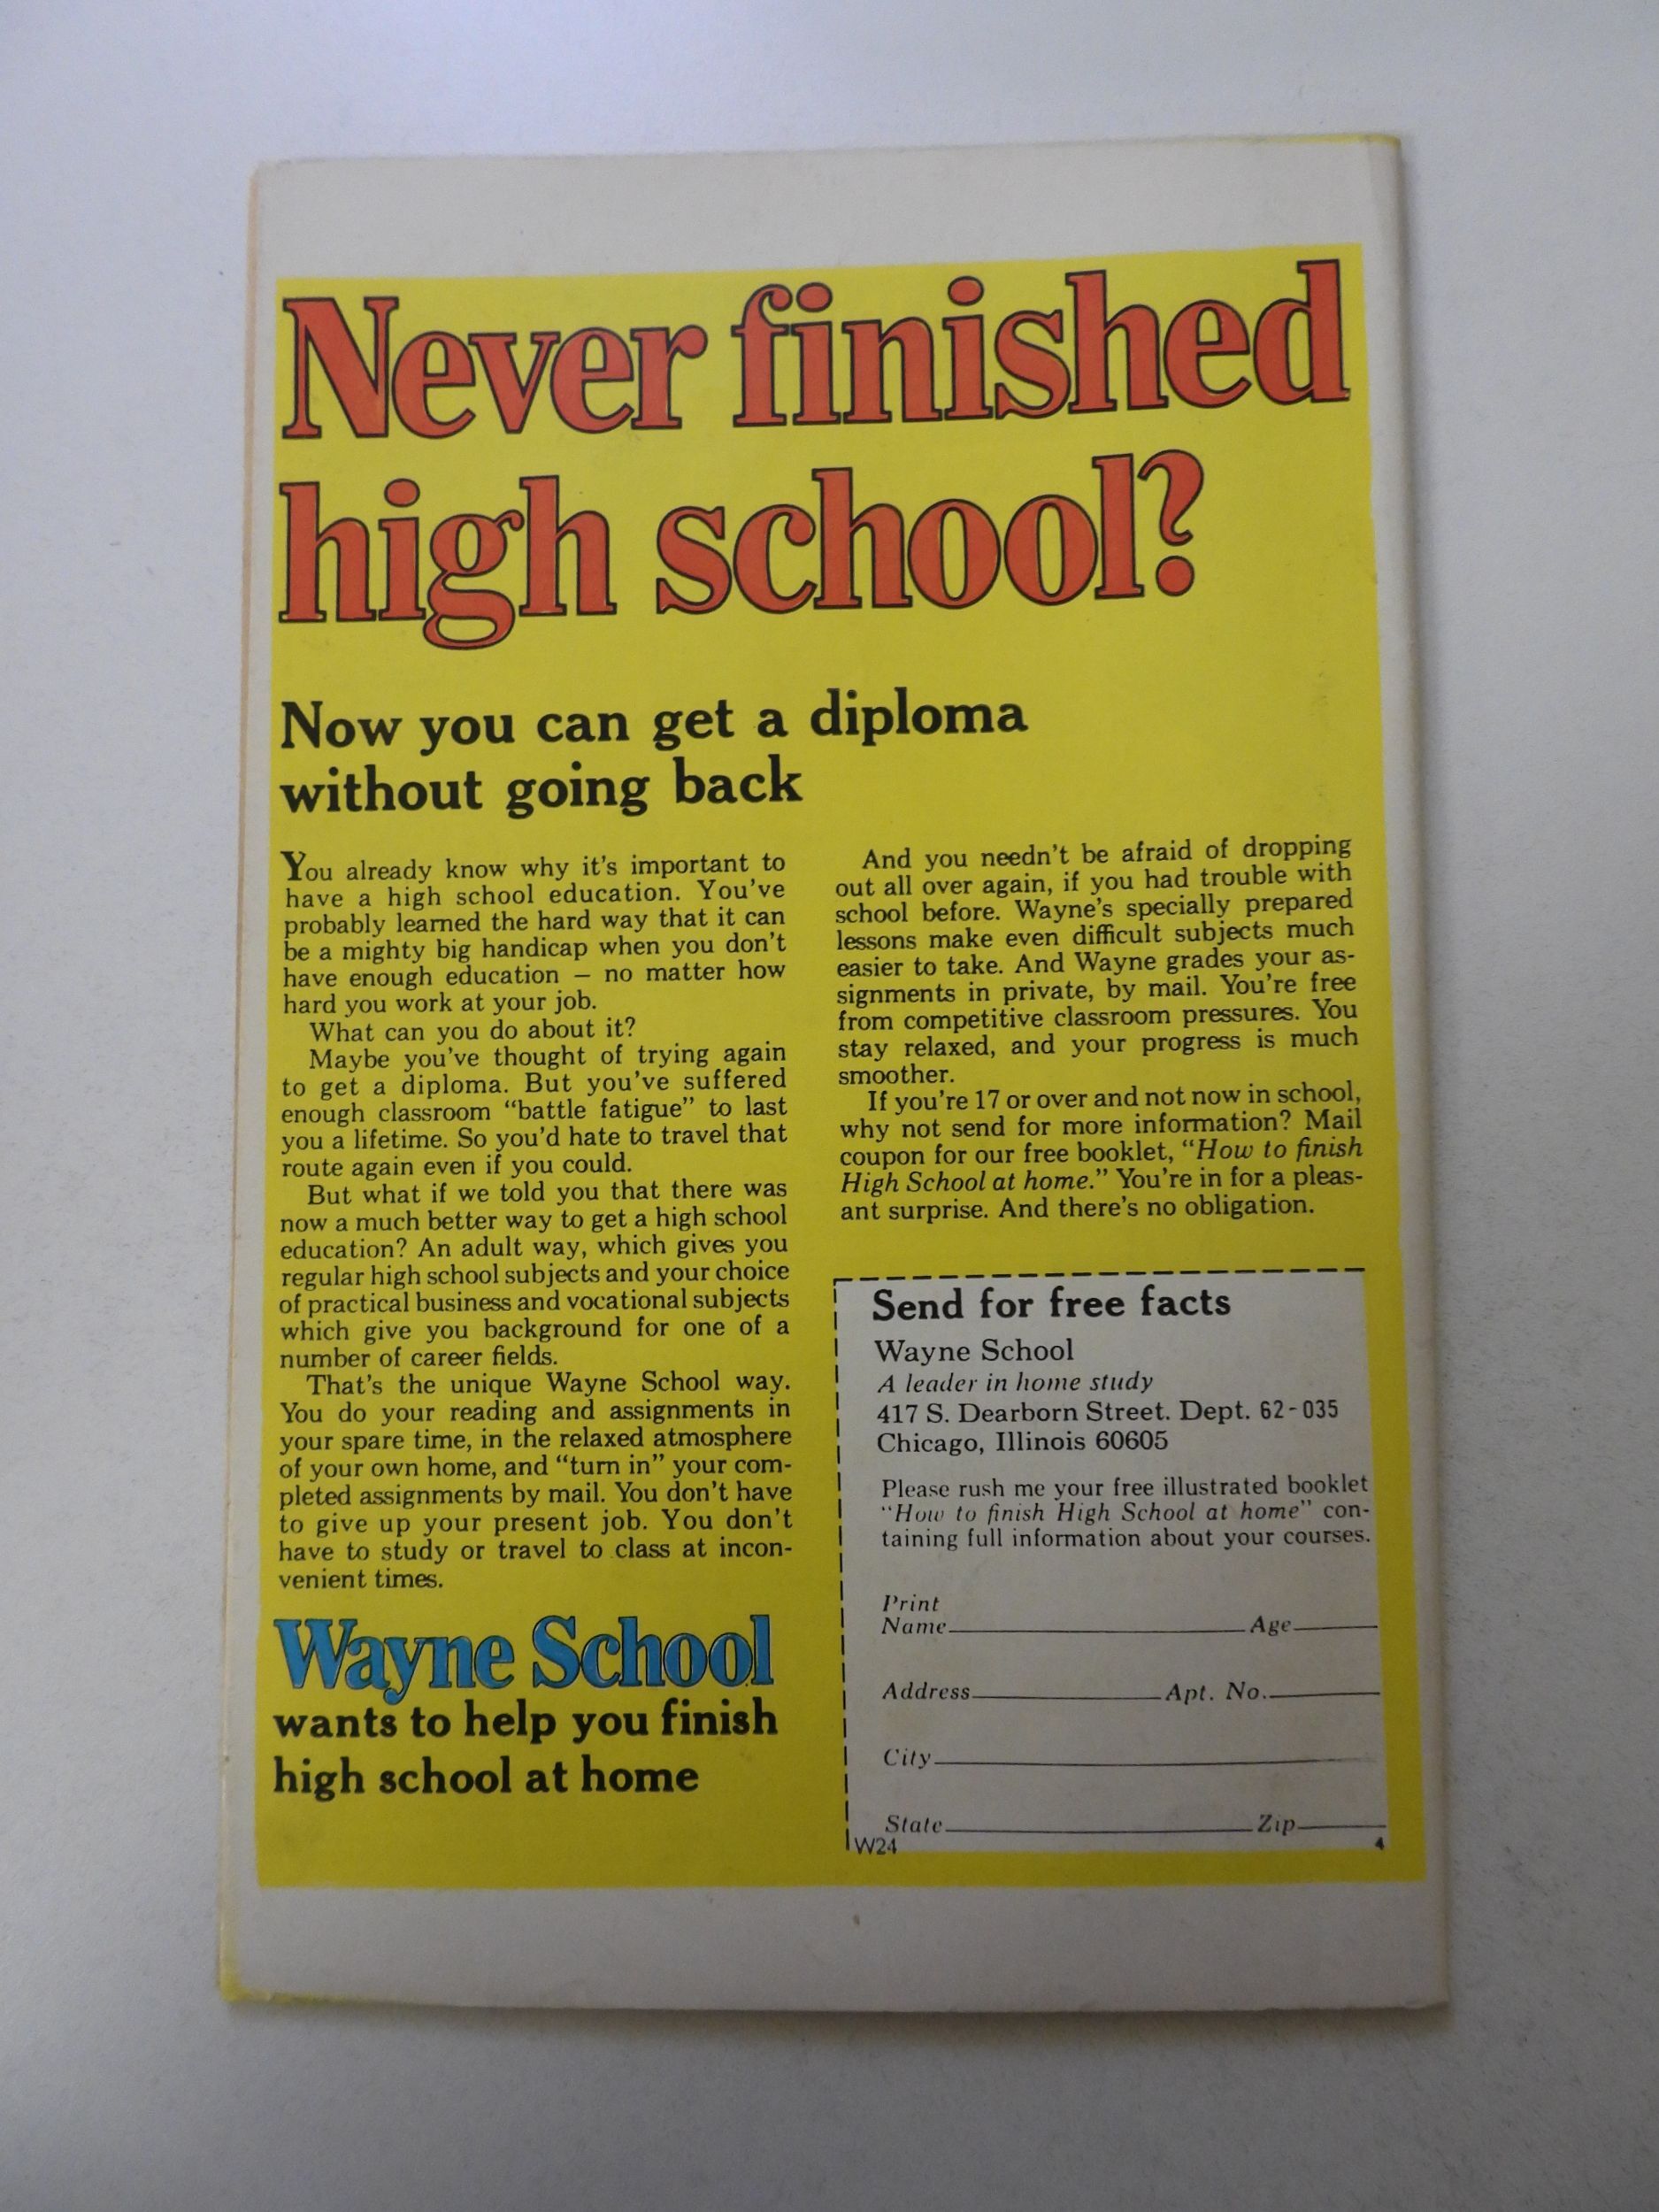 Never finished
high school?
Now you can get a diploma
without going back
You already know why it's important to
have a high school education. You've
probably learned the hard way that it can
be a mighty big handicap when you don't
have enough education – no matter how
hard you work at your job.
What can you do about it?
Maybe you've thought of trying again
to get a diploma. But you've suffered
enough classroom “battle fatigue” to last
you a lifetime. So you'd hate to travel that
route again even if you could.
But what if we told you that there was
now a much better way to get a high school
education? An adult way, which gives you
regular high school subjects and your choice
of practical business and vocational subjects
which give you background for one of a
number of career fields.
That's the unique Wayne School way.
You do your reading and assignments in
your spare time, in the relaxed atmosphere
of your own home, and “turn in” your com-
pleted assignments by mail. You don't have
to give up your present job. You don't
have to study or travel to class at incon-
venient times.
Wayne School
wants to help you finish
high school at home
And you needn't be afraid of dropping
out all over again, if you had trouble with
school before. Wayne's specially prepared
lessons make even difficult subjects much
easier to take. And Wayne grades your as-
signments in private, by mail. You're free
from competitive classroom pressures. You
stay relaxed, and your progress is much
smoother.
If you're 17 or over and not now in school,
why not send for more information? Mail
coupon for our free booklet, “How to finish
High School at home.” You're in for a pleas-
ant surprise. And there's no obligation.
Send for free facts
Wayne School
A leader in home study
417 S. Dearborn Street. Dept. 62-035
Chicago, Illinois 60605
Please rush me your free illustrated booklet
“How to finish High School at home” con-
taining full information about your courses.
Print
Name Age
Address Apt. No.
City
State Zip
W24 4